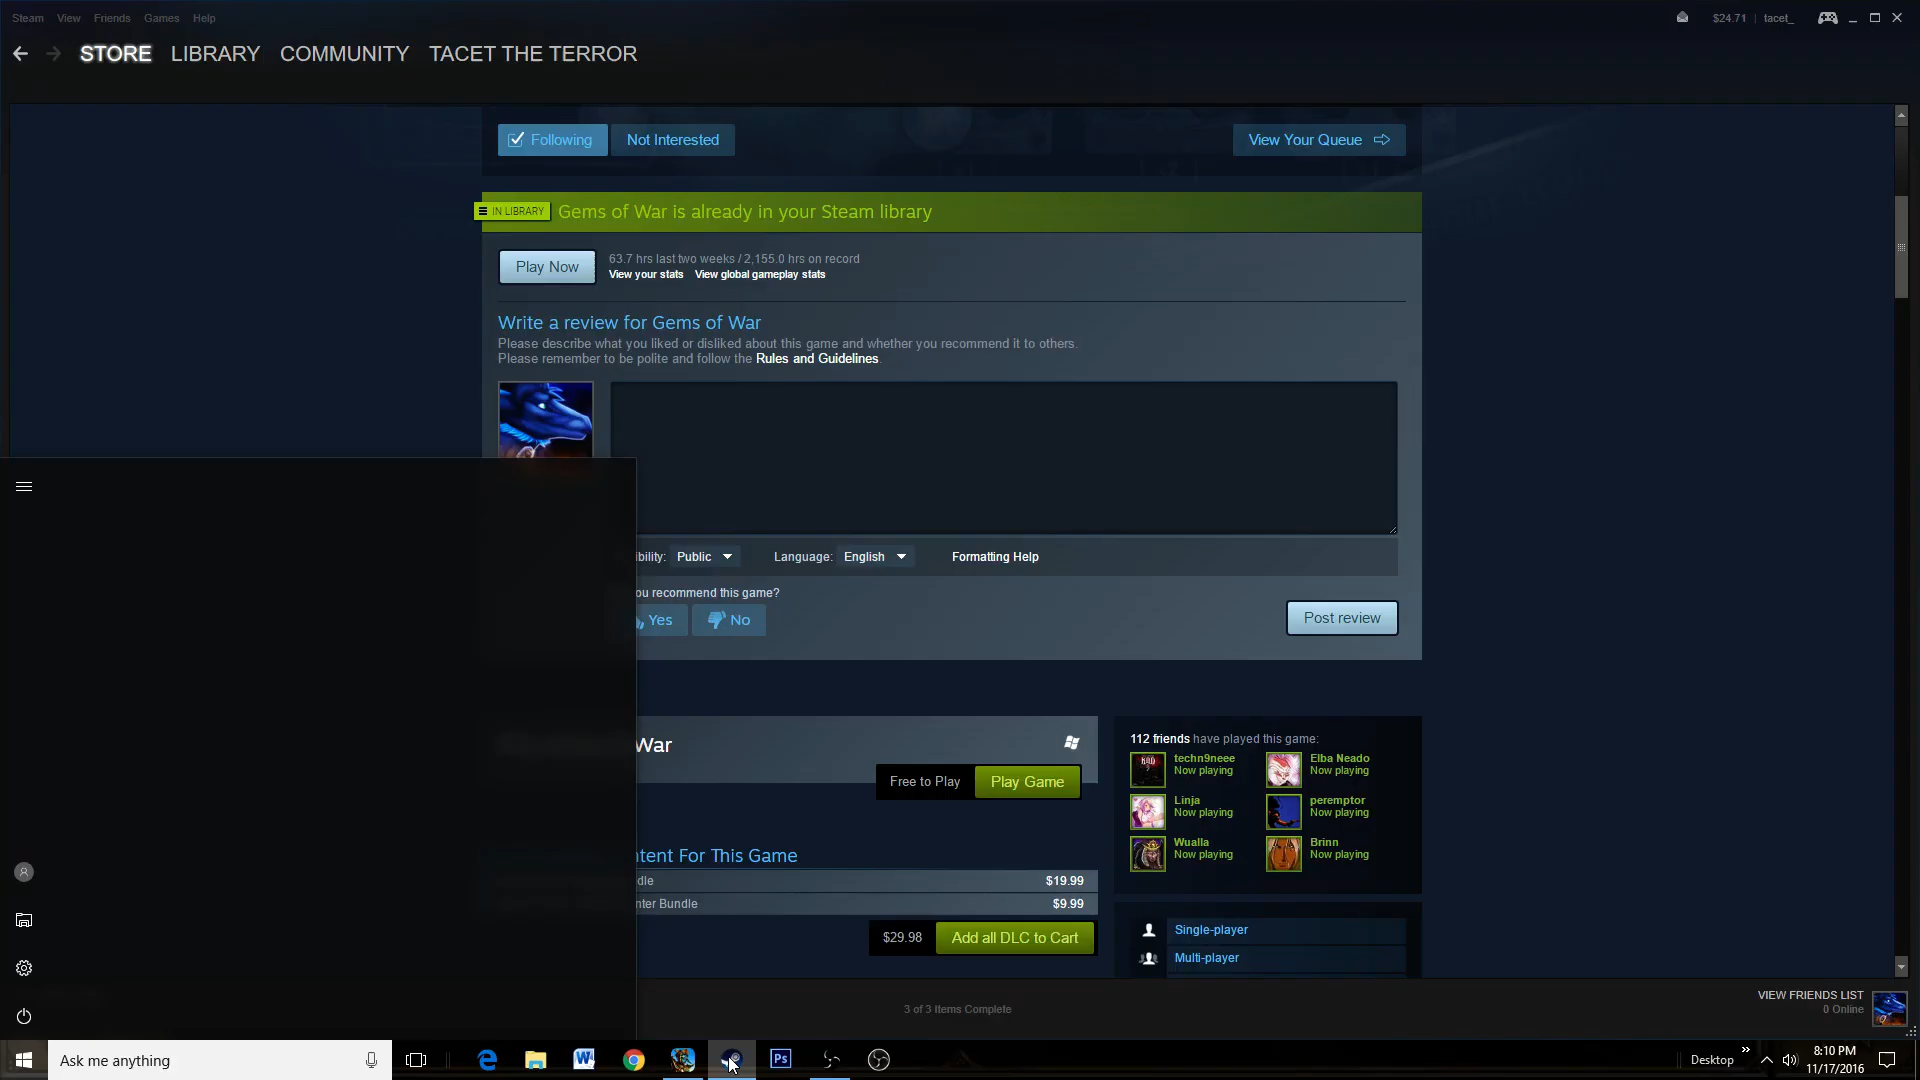 Steam View Friends Games Help
$24.71 | tacet_
STORE LIBRARY COMMUNITY TACET THE TERROR
Following Not Interested View Your Queue
IN LIBRARY Gems of War is already in your Steam library
Play Now
63.7 hrs last two weeks / 2,155.0 hrs on record
View your stats View global gameplay stats
Write a review for Gems of War
Please describe what you liked or disliked about this game and whether you recommend it to others.
Please remember to be polite and follow the Rules and Guidelines.
ibility: Public Language: English Formatting Help
ou recommend this game?
Yes No
Post review
War
Free to Play Play Game
112 friends have played this game:
techn9neee
Now playing
Elba Neado
Now playing
Linja
Now playing
peremptor
Now playing
Wualla
Now playing
Brinn
Now playing
tent For This Game
dle $19.99
nter Bundle $9.99
$29.98 Add all DLC to Cart
Single-player
Multi-player
3 of 3 Items Complete
VIEW FRIENDS LIST
0 Online
Ask me anything
Ps
Desktop
8:10 PM
11/17/2016